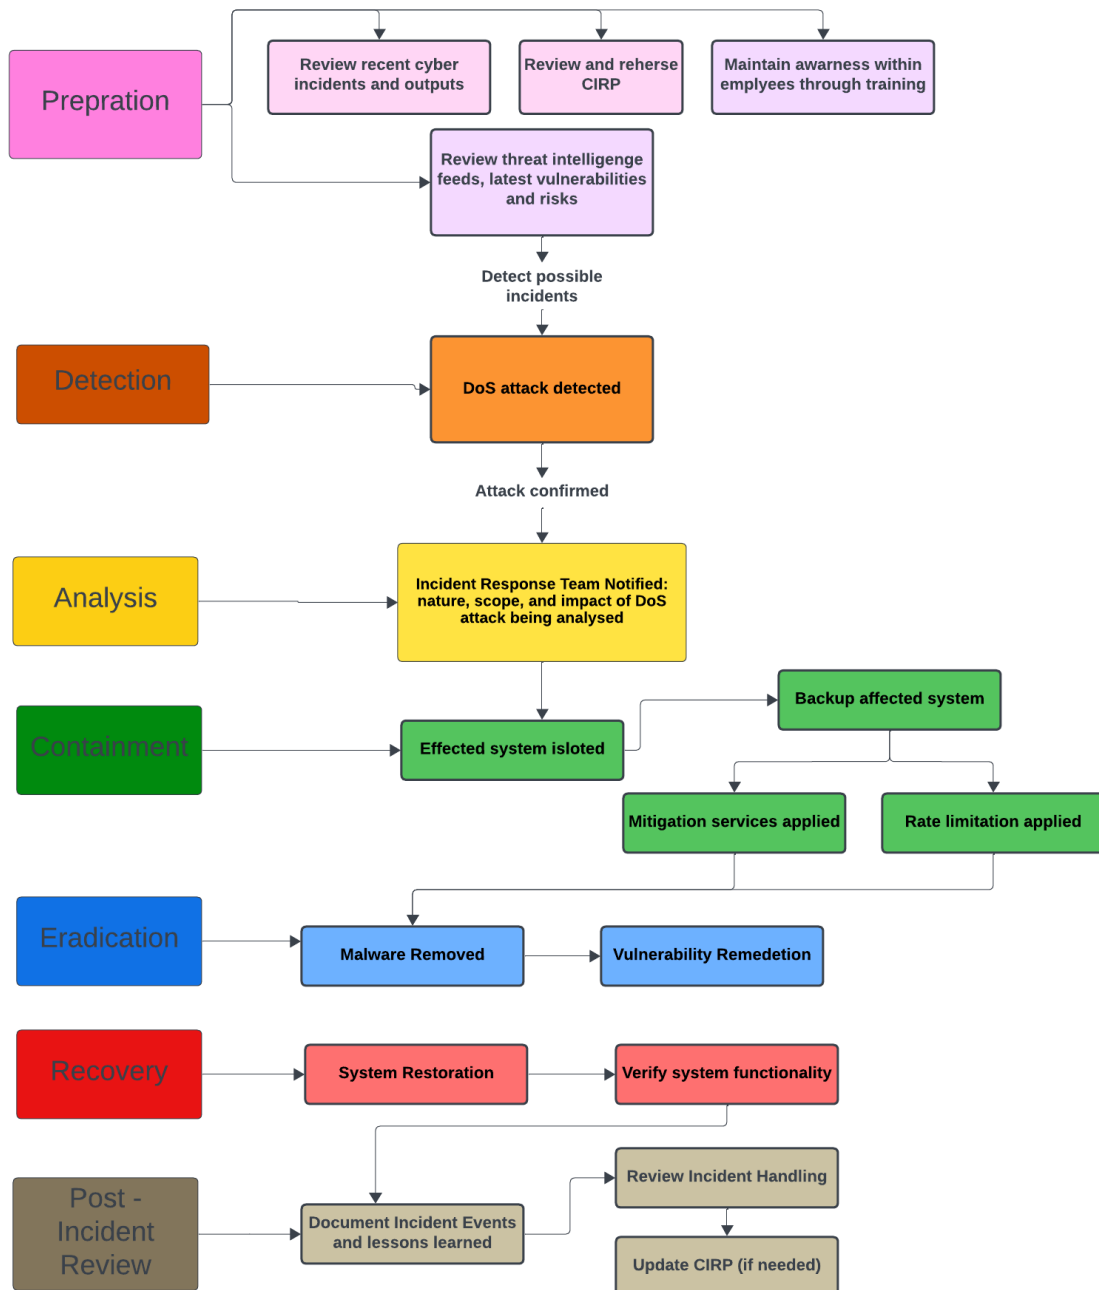 Prepration
Review recent cyber
incidents and outputs
Review and reherse
CIRP
Maintain awarness within
emplyees through training
Review threat intelligence
feeds, latest vulnerabilities
and risks
Detect possible
incidents
Detection
DoS attack detected
Attack confirmed
Analysis
Incident Response Team Notified:
nature, scope, and impact of DoS
attack being analysed
Containment
Effected system isloted
Backup affected system
Mitigation services applied
Rate limitation applied
Eradication
Malware Removed
Vulnerability Remedetion
Recovery
System Restoration
Verify system functionality
Post -
Incident
Review
Document Incident Events
and lessons learned
Review Incident Handling
Update CIRP (if needed)